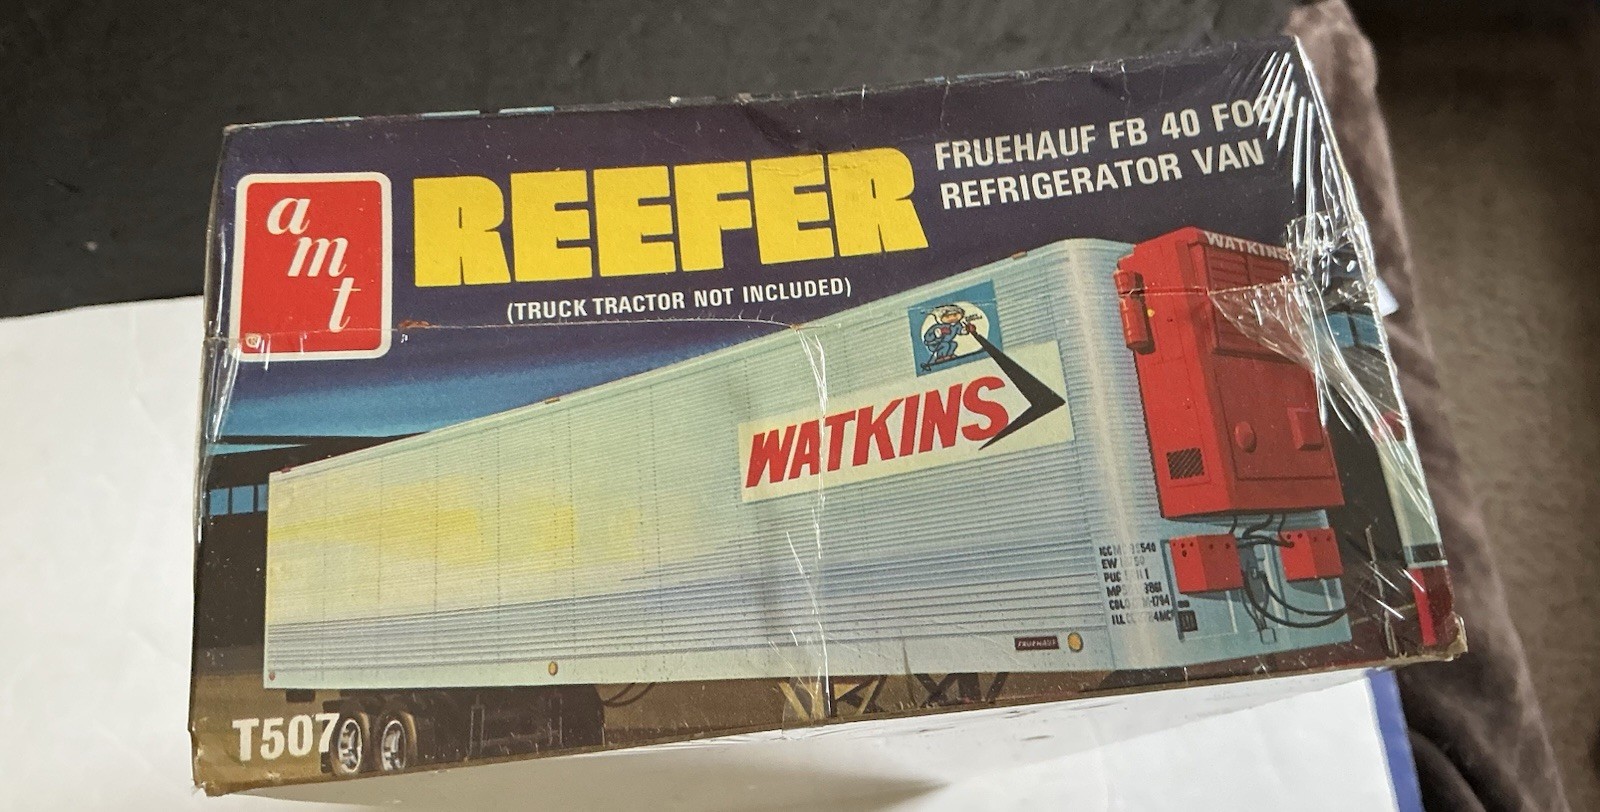 amt
REEFER
(TRUCK TRACTOR NOT INCLUDED)
FRUEHAUF FB 40 FOOT
REFRIGERATOR VAN
WATKINS
WATKINS
FRUEHAUF
T507